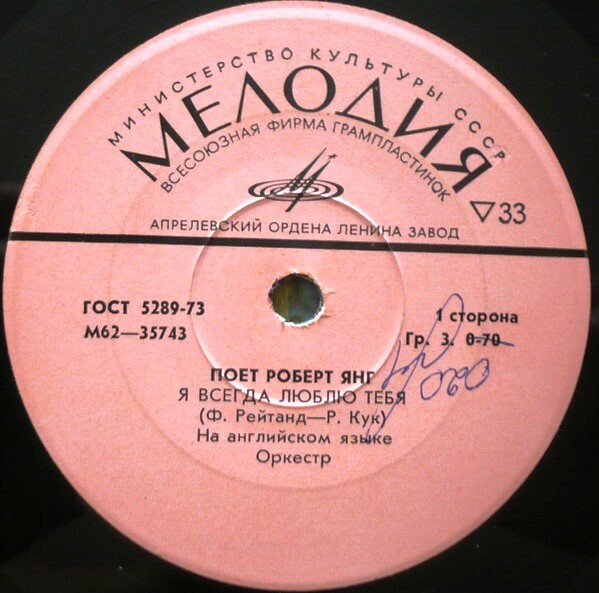 МИНИСТЕРСТВО КУЛЬТУРЫ СССР
МЕЛОДИЯ
ВСЕСОЮЗНАЯ ФИРМА ГРАМПЛАСТИНОК
33
АПРЕЛЕВСКИЙ ОРДЕНА ЛЕНИНА ЗАВОД
ГОСТ 5289-73
М62—35743
1 сторона
Гр. 3. 0-70
020
ПОЕТ РОБЕРТ ЯНГ
Я ВСЕГДА ЛЮБЛЮ ТЕБЯ
(Ф. Рейтанд—Р. Кук)
На английском языке
Оркестр